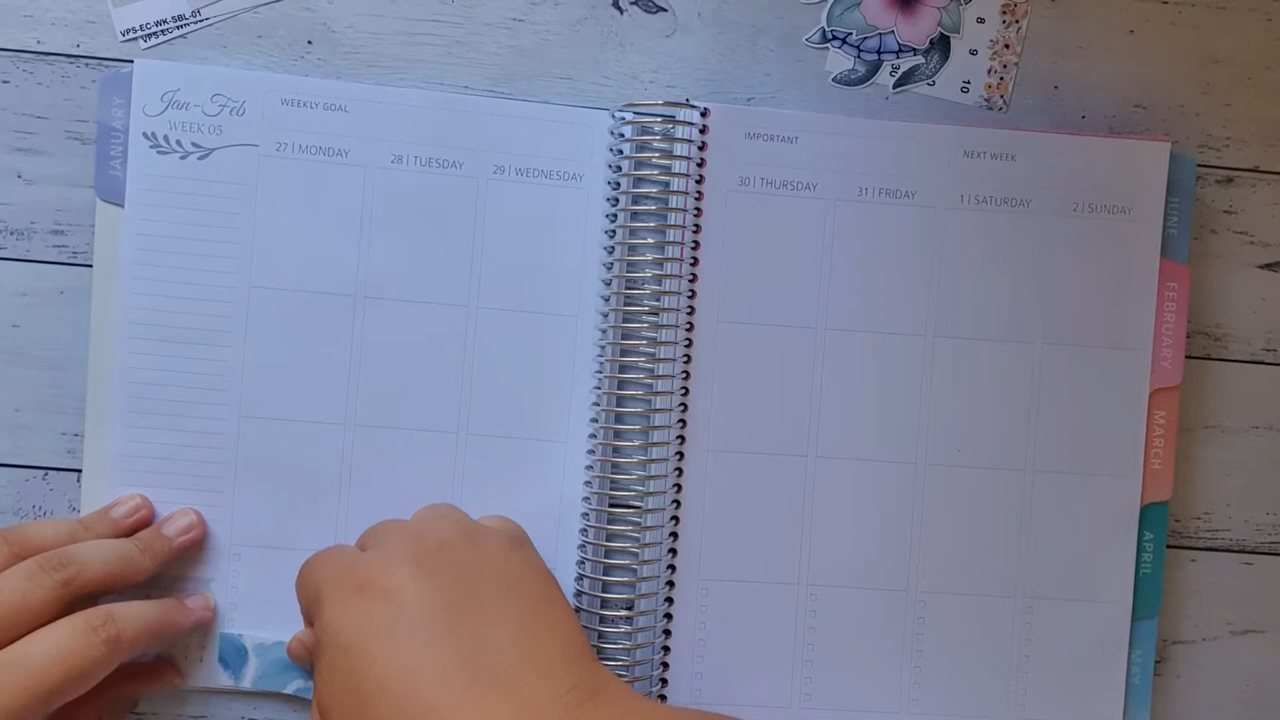 VPS-EC-WK-SBL-01
VPS-EC-WK-SBL
8
9
10
30
JANUARY
Jan-Feb
WEEK 05
WEEKLY GOAL
27 | MONDAY
28 | TUESDAY
29 | WEDNESDAY
IMPORTANT
NEXT WEEK
30 | THURSDAY
31 | FRIDAY
1 | SATURDAY
2 | SUNDAY
JUNE
FEBRUARY
MARCH
APRIL
MAY